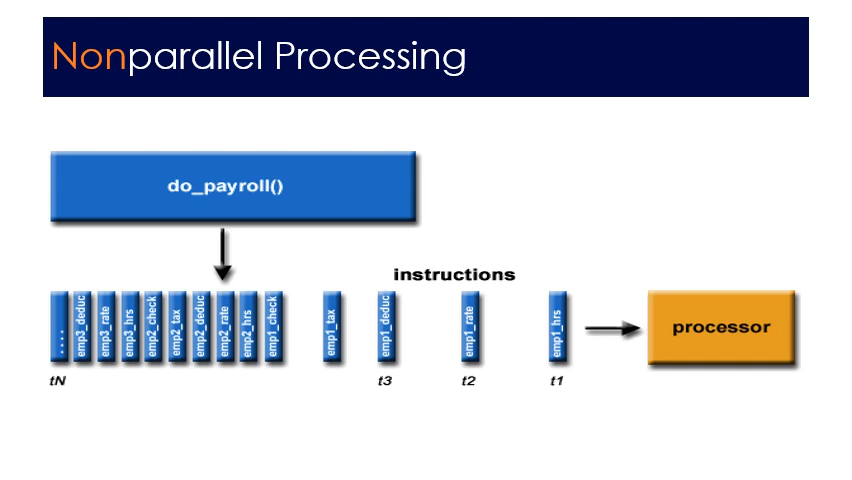 Nonparallel Processing
do_payroll()
instructions
....
emp3_deduc
emp3_rate
emp3_hrs
emp2_check
emp2_tax
emp2_deduc
emp2_rate
emp2_hrs
emp1_check
emp1_tax
emp1_deduc
emp1_rate
emp1_hrs
processor
tN
t3
t2
t1